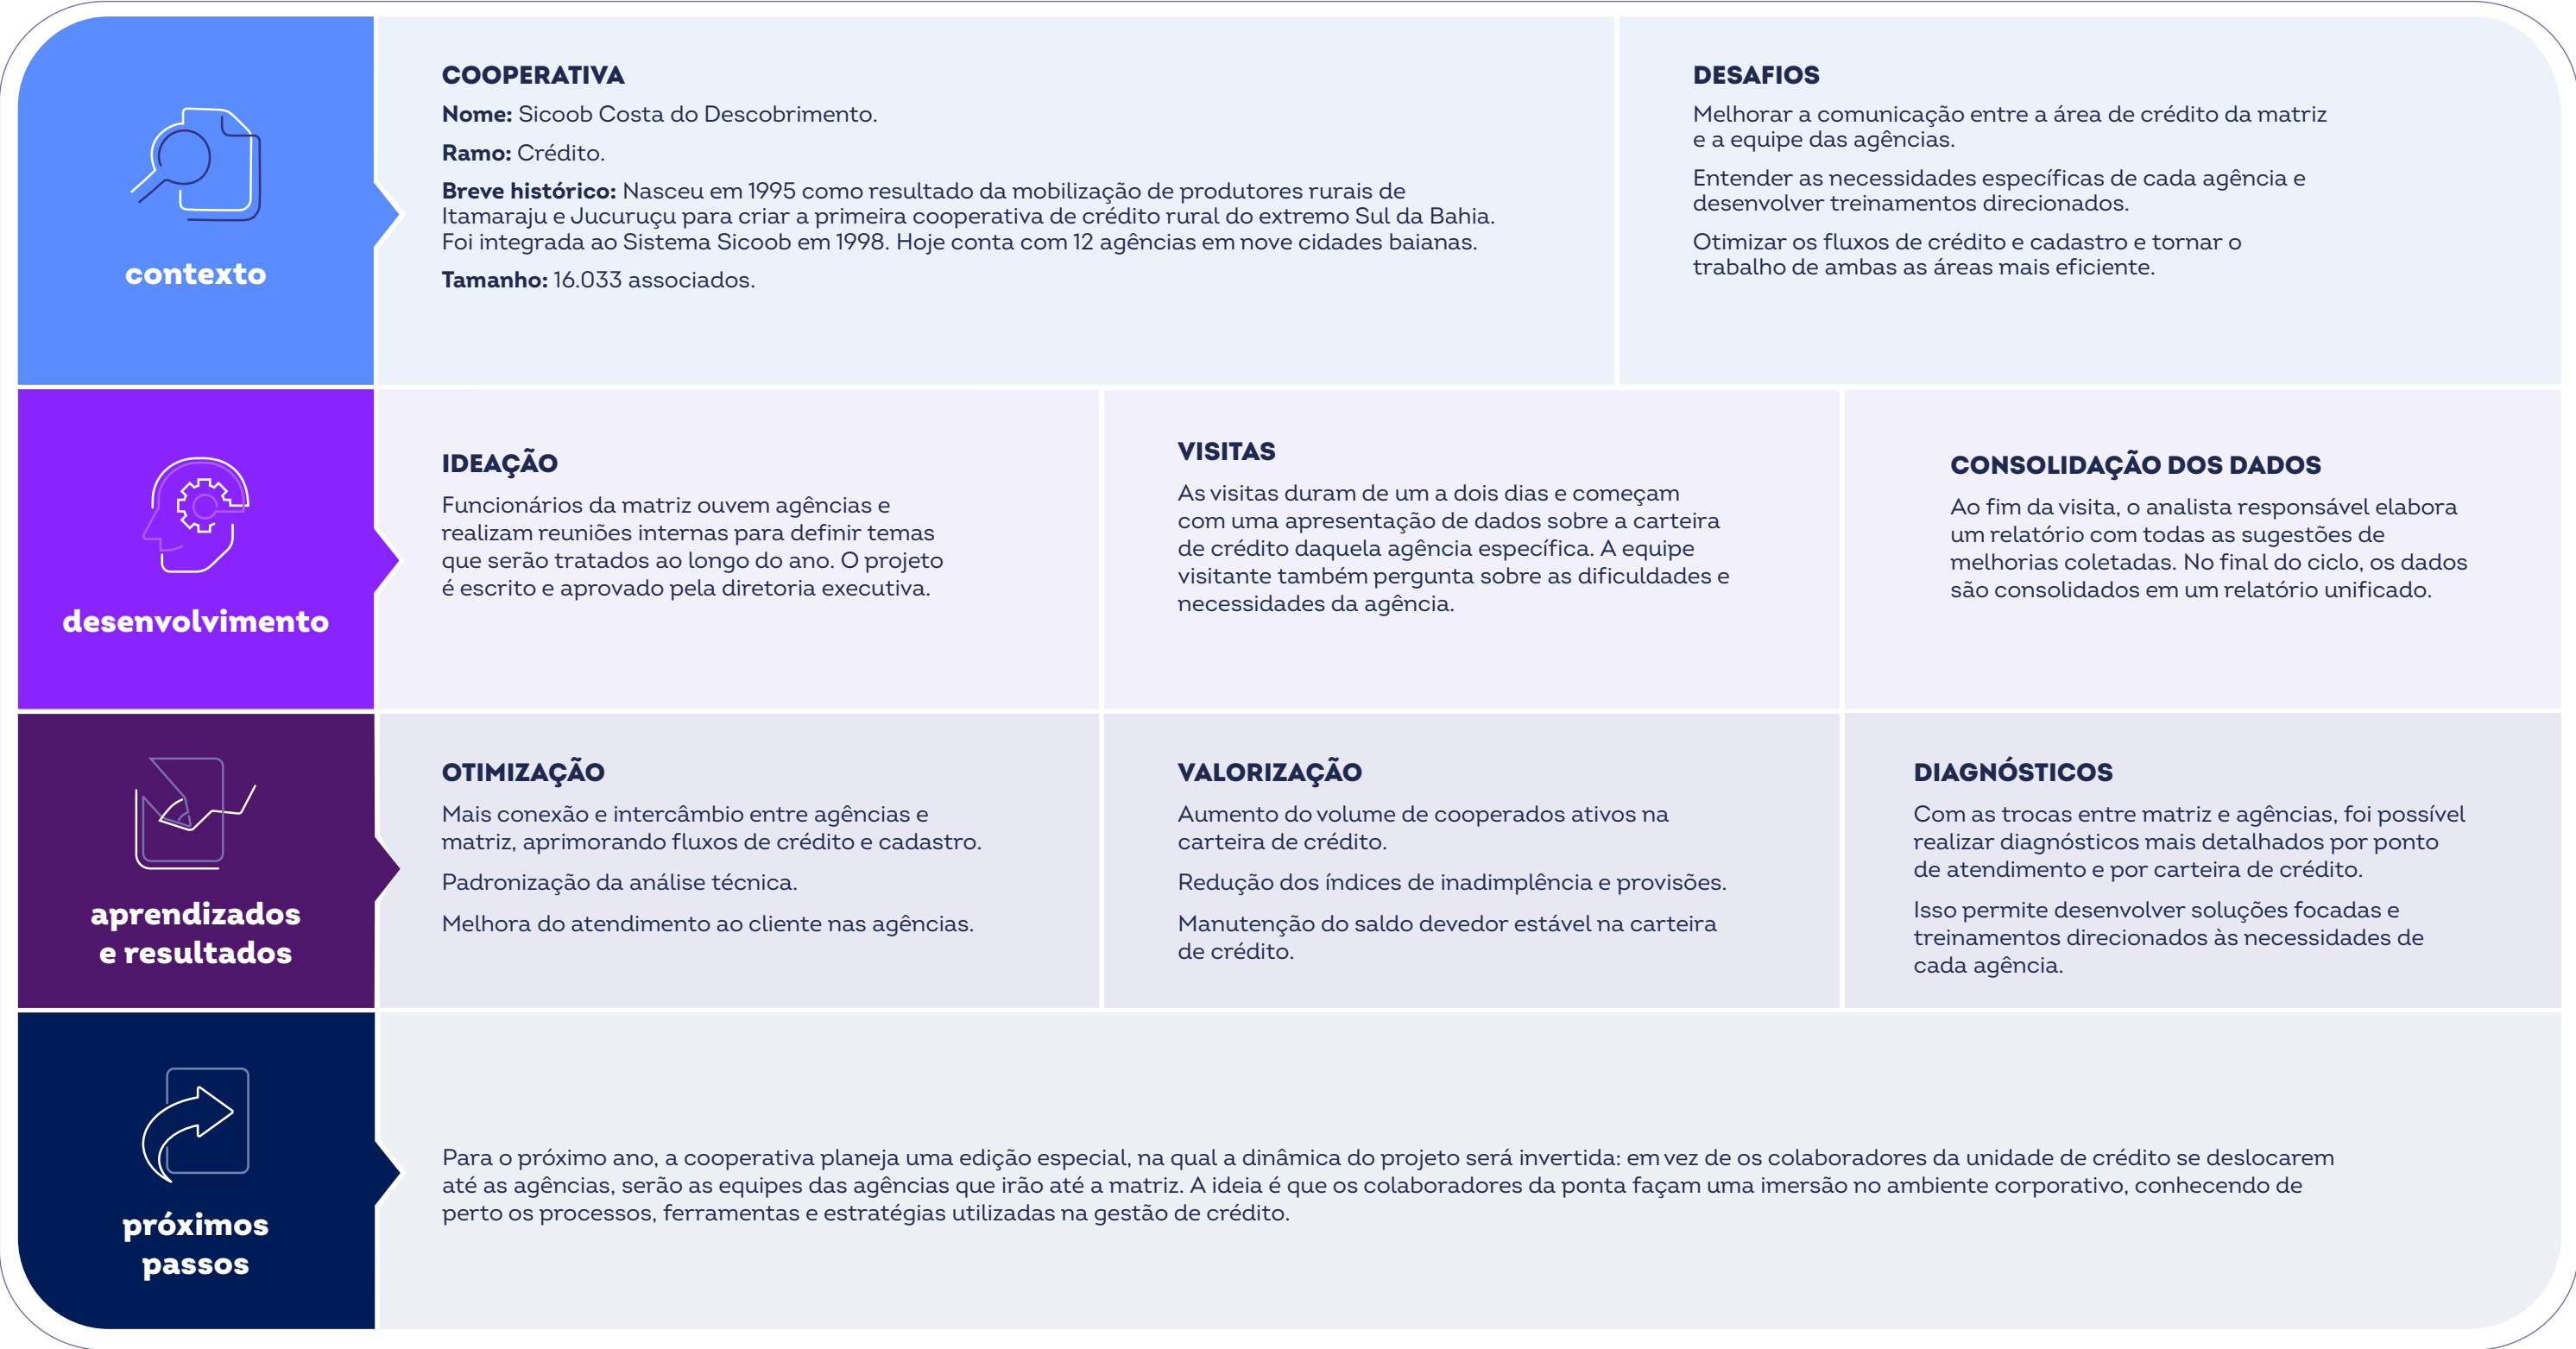 contexto
COOPERATIVA
Nome: Sicoob Costa do Descobrimento.
Ramo: Crédito.
Breve histórico: Nasceu em 1995 como resultado da mobilização de produtores rurais de
Itamaraju e Jucuruçu para criar a primeira cooperativa de crédito rural do extremo Sul da Bahia.
Foi integrada ao Sistema Sicoob em 1998. Hoje conta com 12 agências em nove cidades baianas.
Tamanho: 16.033 associados.
DESAFIOS
Melhorar a comunicação entre a área de crédito da matriz
e a equipe das agências.
Entender as necessidades específicas de cada agência e
desenvolver treinamentos direcionados.
Otimizar os fluxos de crédito e cadastro e tornar o
trabalho de ambas as áreas mais eficiente.
desenvolvimento
IDEAÇÃO
Funcionários da matriz ouvem agências e
realizam reuniões internas para definir temas
que serão tratados ao longo do ano. O projeto
é escrito e aprovado pela diretoria executiva.
VISITAS
As visitas duram de um a dois dias e começam
com uma apresentação de dados sobre a carteira
de crédito daquela agência específica. A equipe
visitante também pergunta sobre as dificuldades e
necessidades da agência.
CONSOLIDAÇÃO DOS DADOS
Ao fim da visita, o analista responsável elabora
um relatório com todas as sugestões de
melhorias coletadas. No final do ciclo, os dados
são consolidados em um relatório unificado.
aprendizados
e resultados
OTIMIZAÇÃO
Mais conexão e intercâmbio entre agências e
matriz, aprimorando fluxos de crédito e cadastro.
Padronização da análise técnica.
Melhora do atendimento ao cliente nas agências.
VALORIZAÇÃO
Aumento do volume de cooperados ativos na
carteira de crédito.
Redução dos índices de inadimplência e provisões.
Manutenção do saldo devedor estável na carteira
de crédito.
DIAGNÓSTICOS
Com as trocas entre matriz e agências, foi possível
realizar diagnósticos mais detalhados por ponto
de atendimento e por carteira de crédito.
Isso permite desenvolver soluções focadas e
treinamentos direcionados às necessidades de
cada agência.
próximos
passos
Para o próximo ano, a cooperativa planeja uma edição especial, na qual a dinâmica do projeto será invertida: em vez de os colaboradores da unidade de crédito se deslocarem
até as agências, serão as equipes das agências que irão até a matriz. A ideia é que os colaboradores da ponta façam uma imersão no ambiente corporativo, conhecendo de
perto os processos, ferramentas e estratégias utilizadas na gestão de crédito.